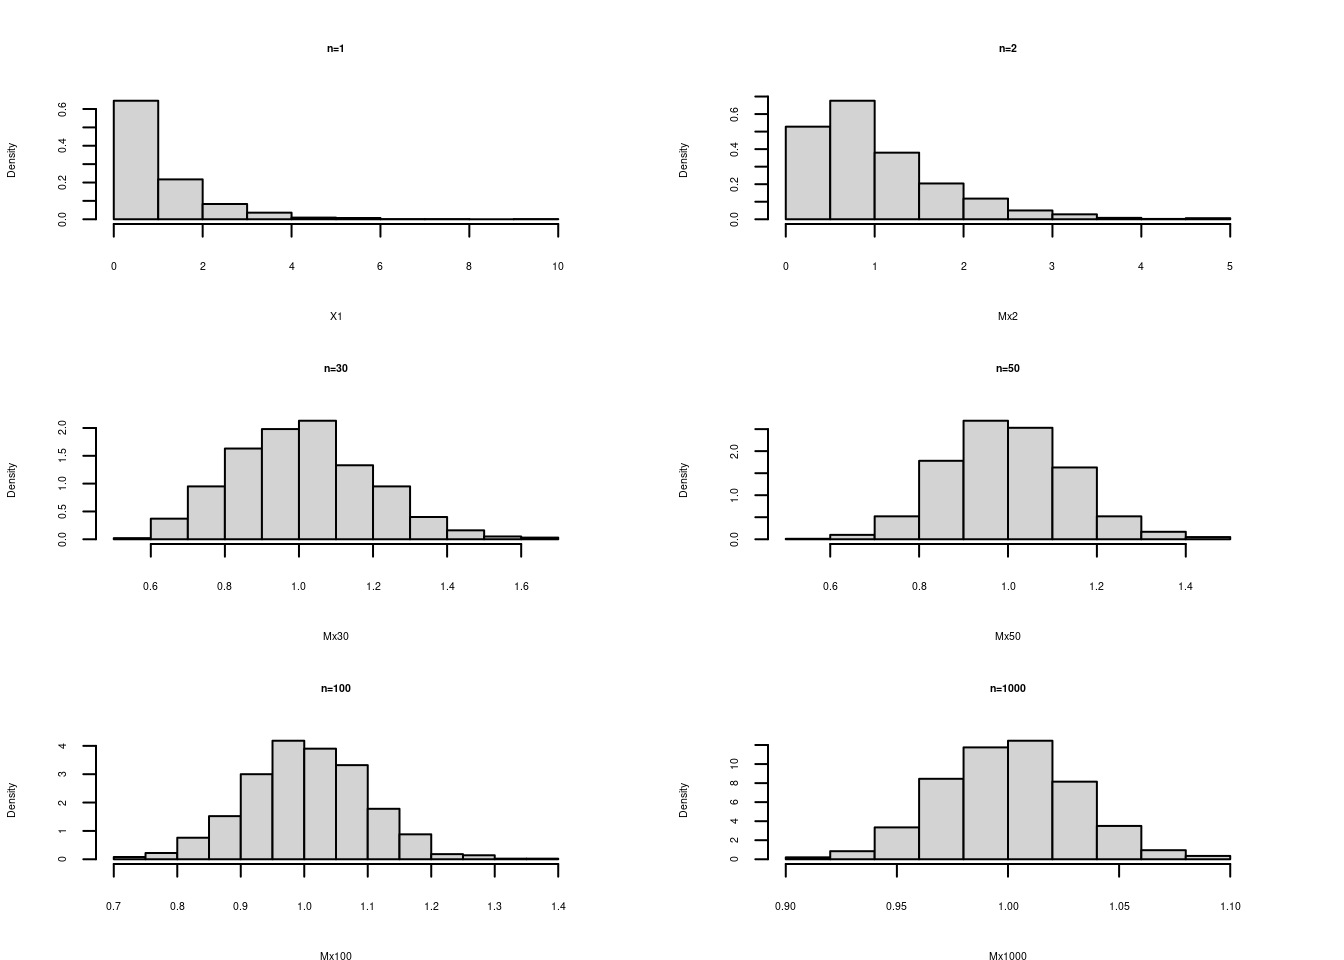 n=1
Density
0.0 0.2 0.4 0.6
0 2 4 6 8 10
X1
n=2
Density
0.0 0.2 0.4 0.6
0 1 2 3 4 5
Mx2
n=30
Density
0.0 0.5 1.0 1.5 2.0
0.6 0.8 1.0 1.2 1.4 1.6
Mx30
n=50
Density
0.0 1.0 2.0
0.6 0.8 1.0 1.2 1.4
Mx50
n=100
Density
0 1 2 3 4
0.7 0.8 0.9 1.0 1.1 1.2 1.3 1.4
Mx100
n=1000
Density
0 2 4 6 8 10
0.90 0.95 1.00 1.05 1.10
Mx1000